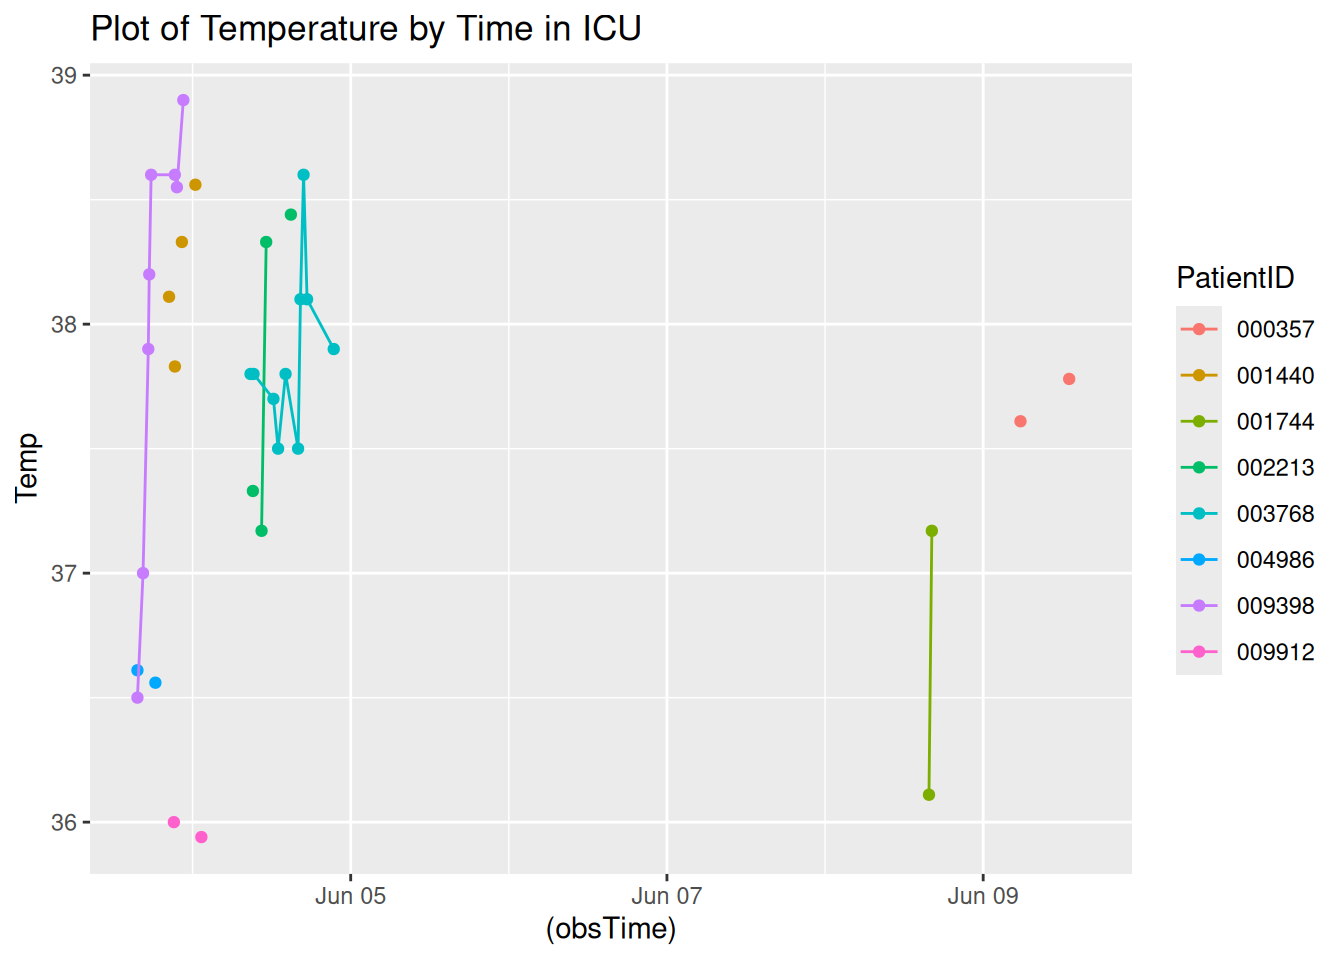 Plot of Temperature by Time in ICU
39
38
37
36
Temp
Jun 05
Jun 07
Jun 09
(obsTime)
PatientID
000357
001440
001744
002213
003768
004986
009398
009912